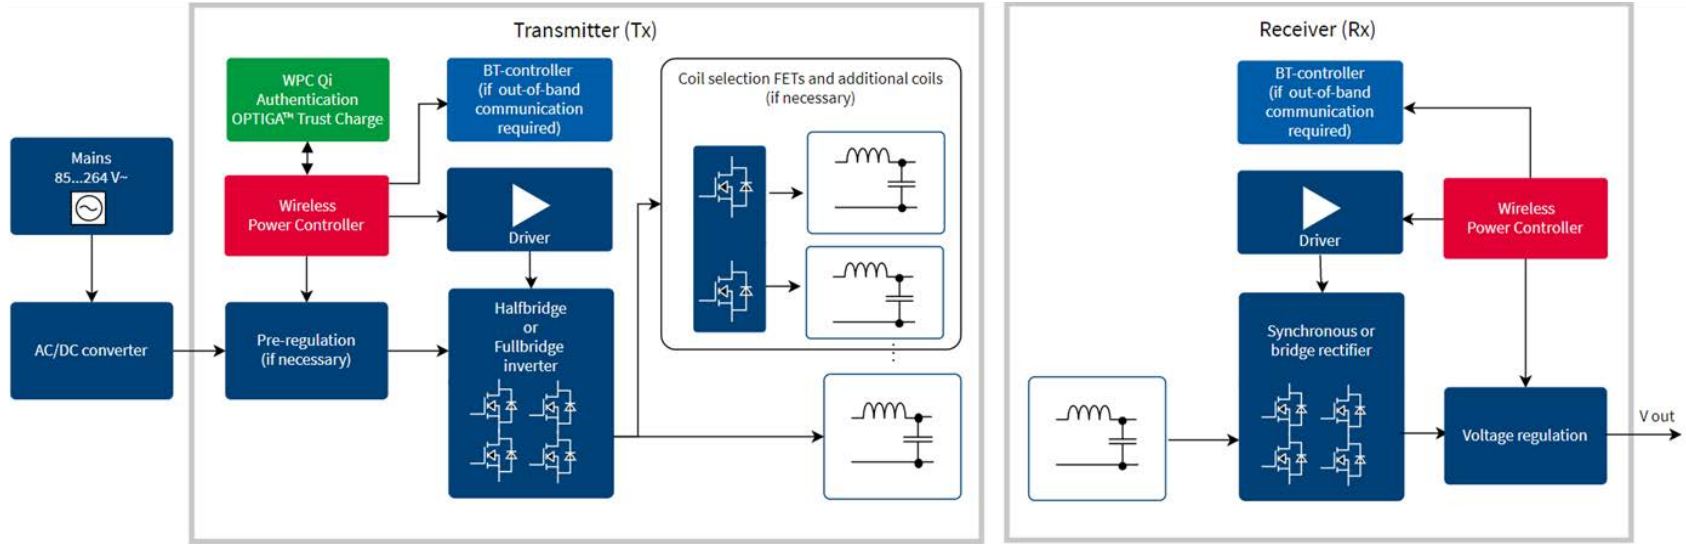 Transmitter (Tx)
WPC Qi
Authentication
OPTIGA™ Trust Charge
BT-controller
(if out-of-band
communication
required)
Coil selection FETs and additional coils
(if necessary)
Mains
85...264 V~
Wireless
Power Controller
Driver
AC/DC converter
Pre-regulation
(if necessary)
Halfbridge
or
Fullbridge
inverter
Receiver (Rx)
BT-controller
(if out-of-band
communication
required)
Driver
Wireless
Power Controller
Synchronous or
bridge rectifier
Voltage regulation
V out